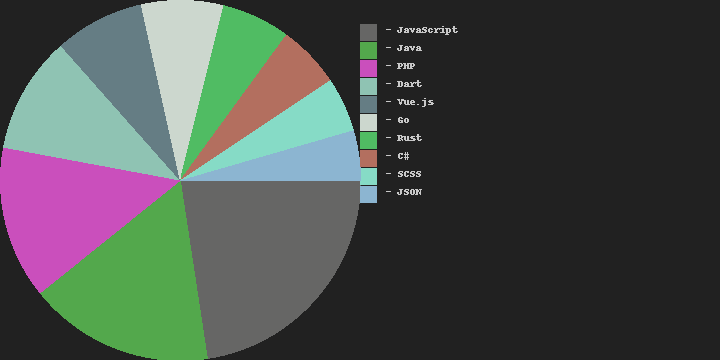 - JavaScript
- Java
- PHP
- Dart
- Vue.js
- Go
- Rust
- C#
- SCSS
- JSON